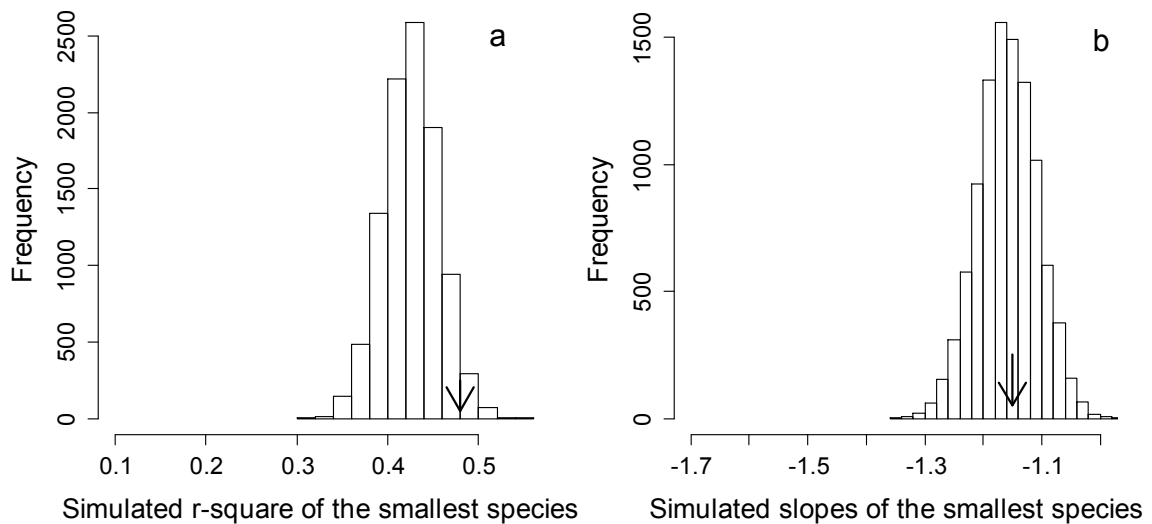 a
Frequency
0
500
1000
1500
2000
2500
0.1 0.2 0.3 0.4 0.5
Simulated r-square of the smallest species
b
Frequency
0
500
1000
1500
-1.7 -1.5 -1.3 -1.1
Simulated slopes of the smallest species